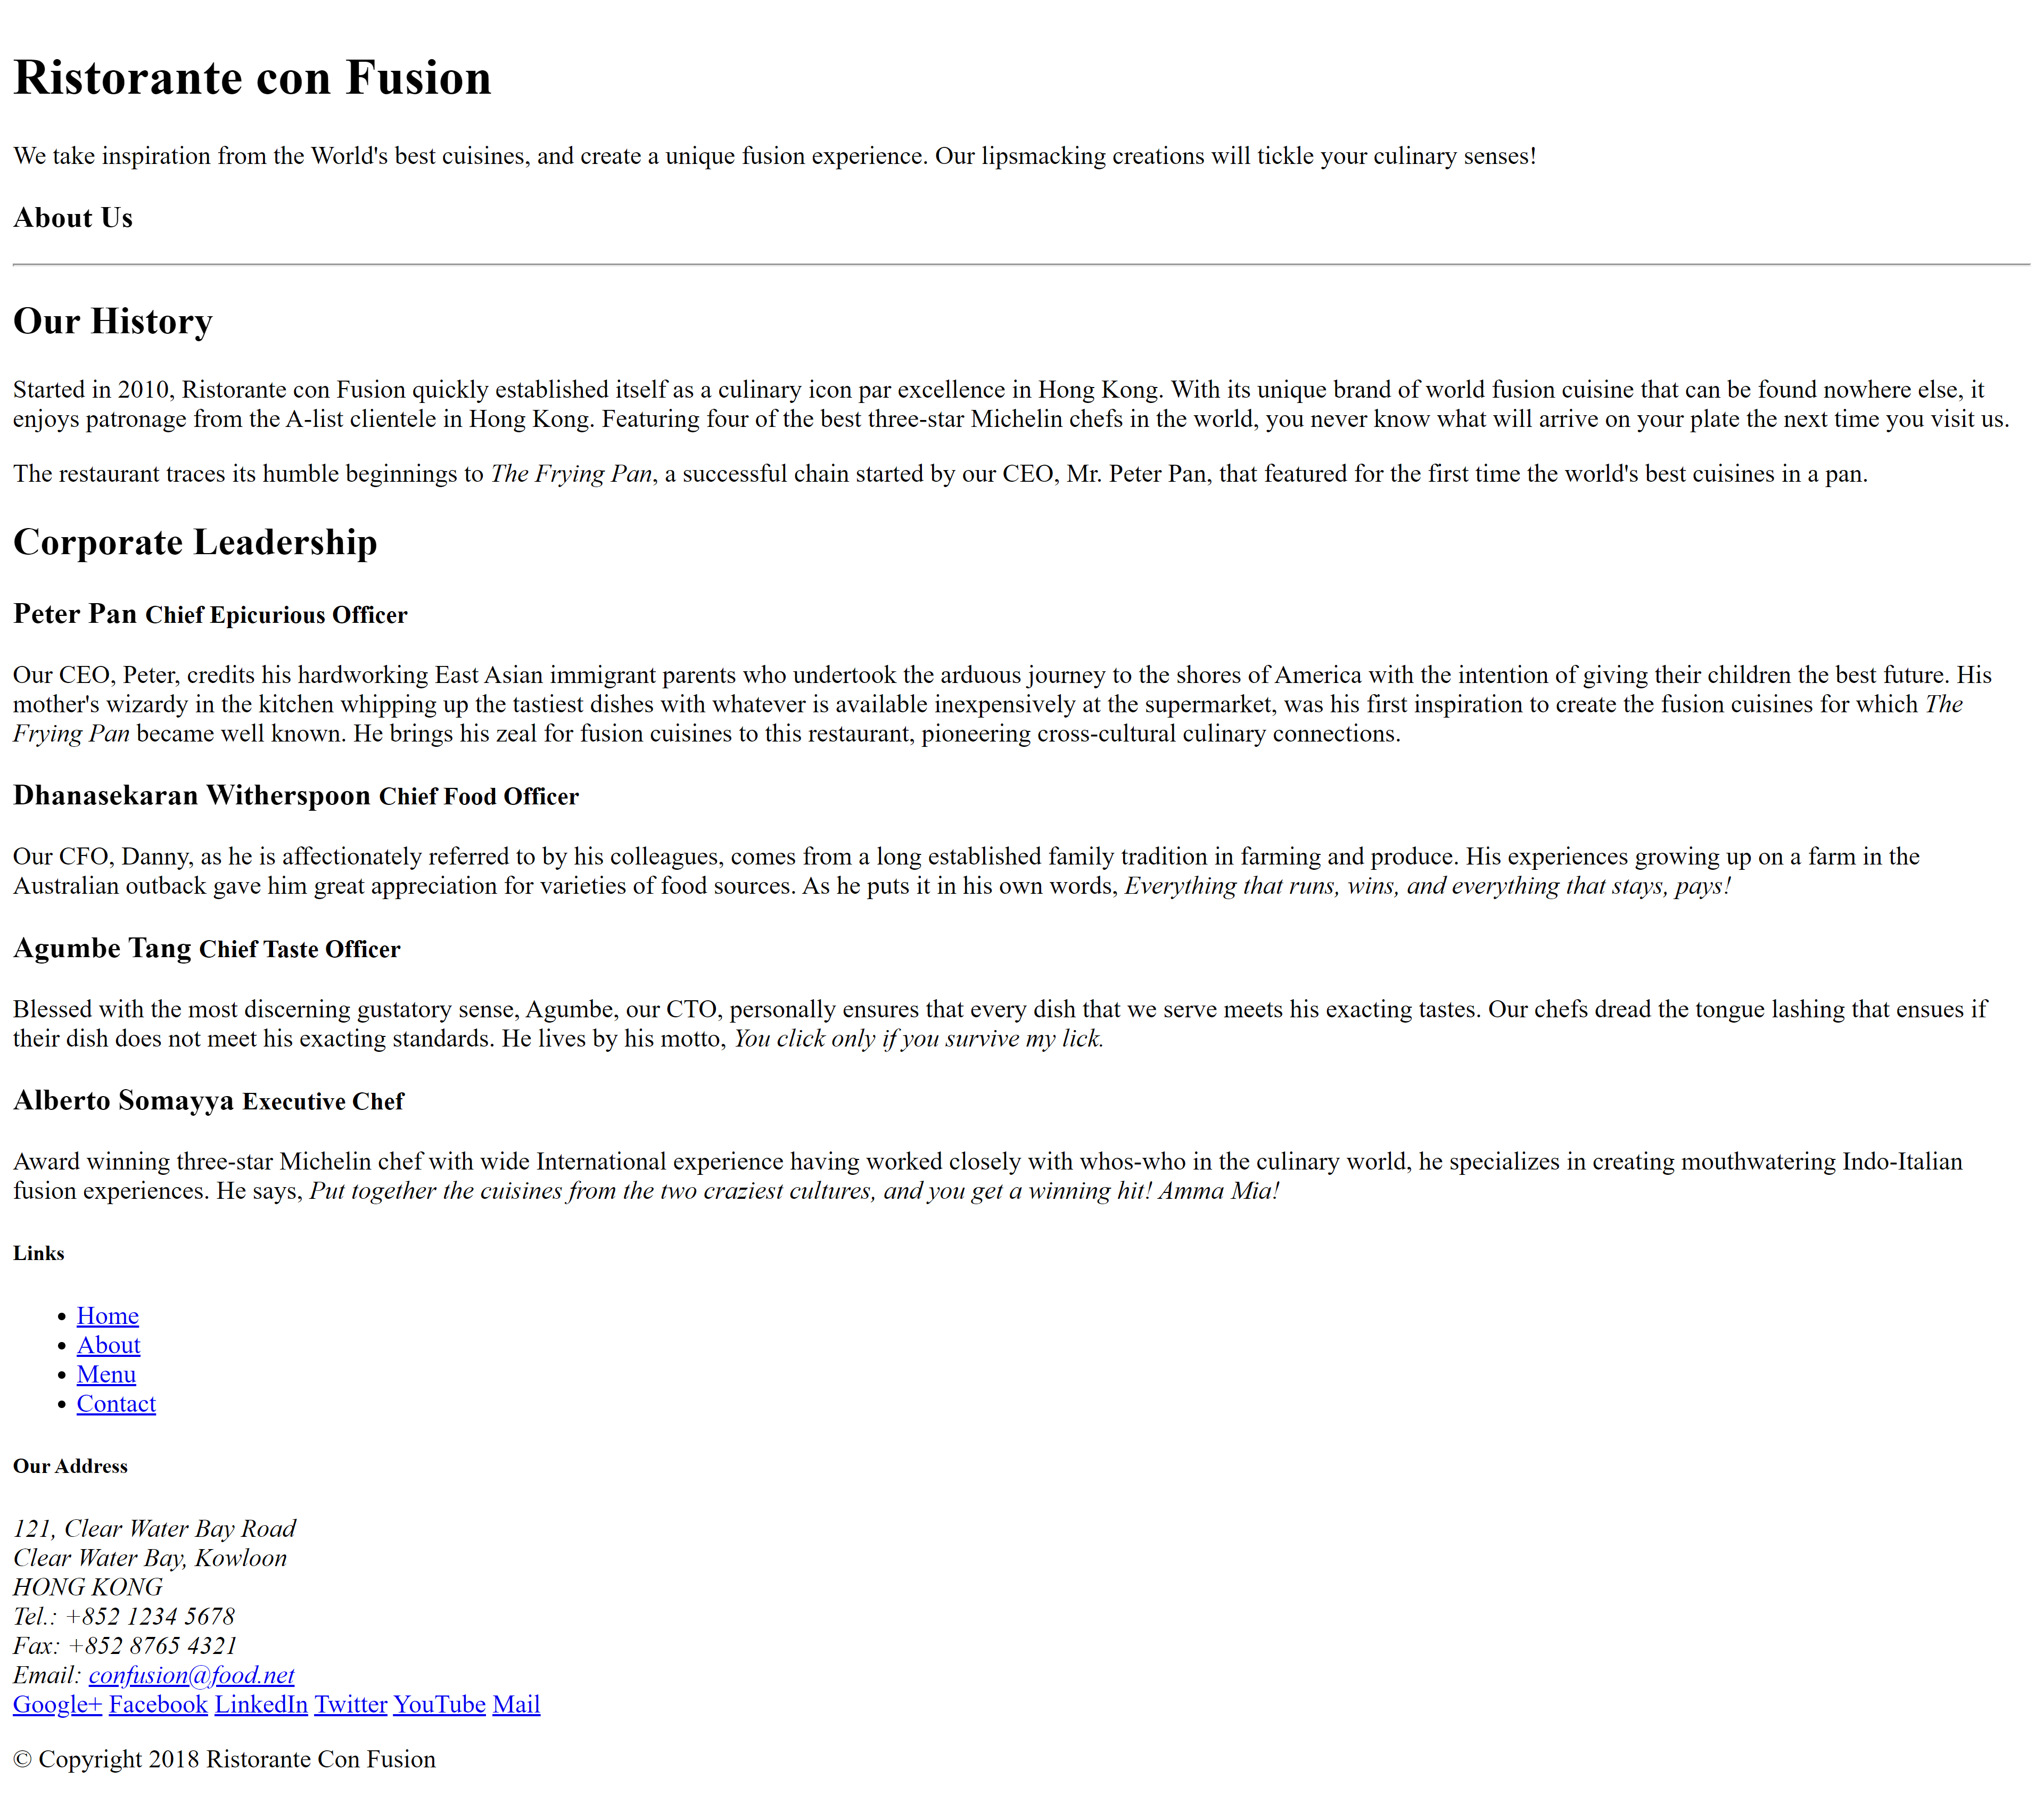 Ristorante con Fusion
We take inspiration from the World's best cuisines, and create a unique fusion experience. Our lipsmacking creations will tickle your culinary senses!
About Us
Our History
Started in 2010, Ristorante con Fusion quickly established itself as a culinary icon par excellence in Hong Kong. With its unique brand of world fusion cuisine that can be found nowhere else, it
enjoys patronage from the A-list clientele in Hong Kong. Featuring four of the best three-star Michelin chefs in the world, you never know what will arrive on your plate the next time you visit us.
The restaurant traces its humble beginnings to The Frying Pan, a successful chain started by our CEO, Mr. Peter Pan, that featured for the first time the world's best cuisines in a pan.
Corporate Leadership
Peter Pan Chief Epicurious Officer
Our CEO, Peter, credits his hardworking East Asian immigrant parents who undertook the arduous journey to the shores of America with the intention of giving their children the best future. His
mother's wizardy in the kitchen whipping up the tastiest dishes with whatever is available inexpensively at the supermarket, was his first inspiration to create the fusion cuisines for which The
Frying Pan became well known. He brings his zeal for fusion cuisines to this restaurant, pioneering cross-cultural culinary connections.
Dhanasekaran Witherspoon Chief Food Officer
Our CFO, Danny, as he is affectionately referred to by his colleagues, comes from a long established family tradition in farming and produce. His experiences growing up on a farm in the
Australian outback gave him great appreciation for varieties of food sources. As he puts it in his own words, Everything that runs, wins, and everything that stays, pays!
Agumbe Tang Chief Taste Officer
Blessed with the most discerning gustatory sense, Agumbe, our CTO, personally ensures that every dish that we serve meets his exacting tastes. Our chefs dread the tongue lashing that ensues if
their dish does not meet his exacting standards. He lives by his motto, You click only if you survive my lick.
Alberto Somayya Executive Chef
Award winning three-star Michelin chef with wide International experience having worked closely with whos-who in the culinary world, he specializes in creating mouthwatering Indo-Italian
fusion experiences. He says, Put together the cuisines from the two craziest cultures, and you get a winning hit! Amma Mia!
Links
• Home
• About
• Menu
• Contact
Our Address
121, Clear Water Bay Road
Clear Water Bay, Kowloon
HONG KONG
Tel.: +852 1234 5678
Fax: +852 8765 4321
Email: confusion@food.net
Google+ Facebook LinkedIn Twitter YouTube Mail
© Copyright 2018 Ristorante Con Fusion